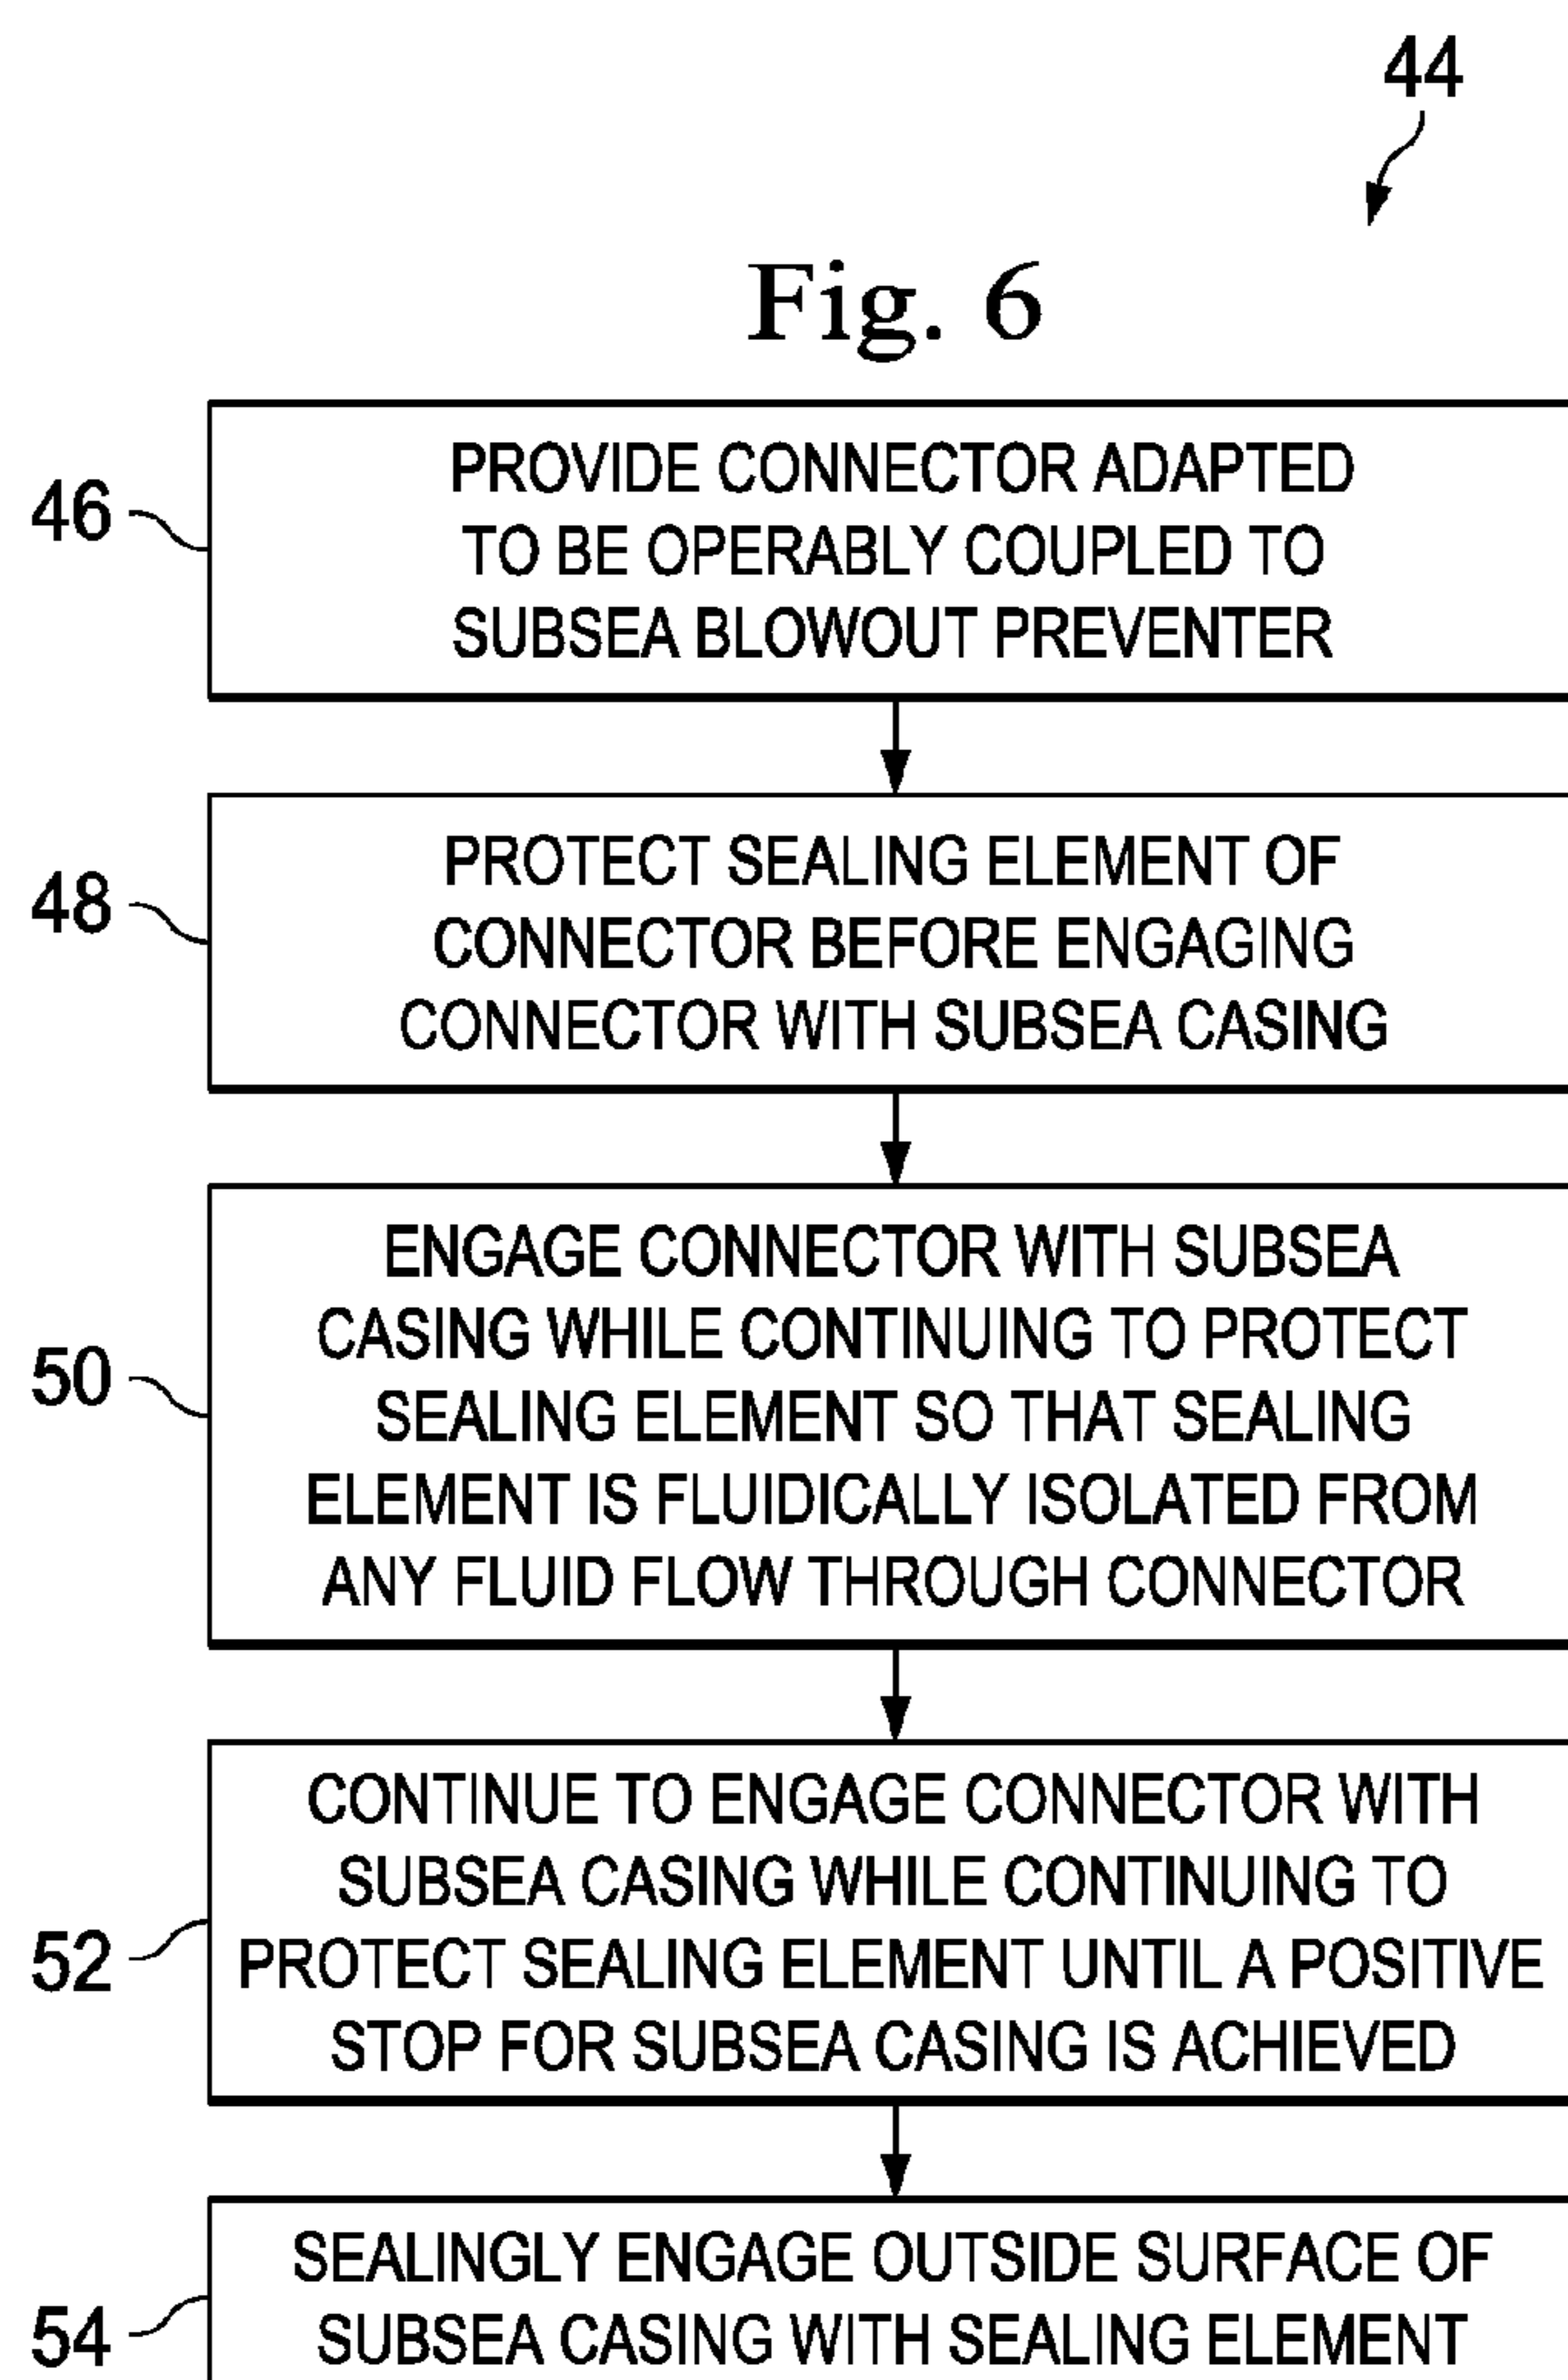 44
Fig. 6
46
PROVIDE CONNECTOR ADAPTED
TO BE OPERABLY COUPLED TO
SUBSEA BLOWOUT PREVENTER
48
PROTECT SEALING ELEMENT OF
CONNECTOR BEFORE ENGAGING
CONNECTOR WITH SUBSEA CASING
50
ENGAGE CONNECTOR WITH SUBSEA
CASING WHILE CONTINUING TO PROTECT
SEALING ELEMENT SO THAT SEALING
ELEMENT IS FLUIDICALLY ISOLATED FROM
ANY FLUID FLOW THROUGH CONNECTOR
52
CONTINUE TO ENGAGE CONNECTOR WITH
SUBSEA CASING WHILE CONTINUING TO
PROTECT SEALING ELEMENT UNTIL A POSITIVE
STOP FOR SUBSEA CASING IS ACHIEVED
54
SEALINGLY ENGAGE OUTSIDE SURFACE OF
SUBSEA CASING WITH SEALING ELEMENT